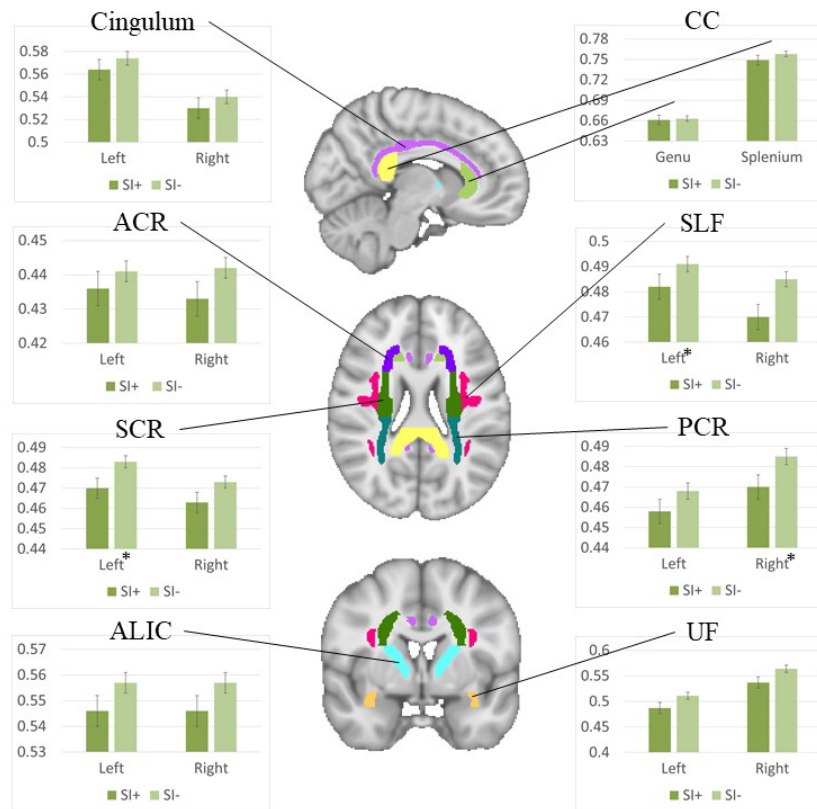 Cingulum
0.58
0.56
0.54
0.52
0.5
Left Right
SI+ SI-
CC
0.78
0.75
0.72
0.69
0.66
0.63
Genu Splenium
SI+ SI-
ACR
0.45
0.44
0.43
0.42
Left Right
SI+ SI-
SLF
0.5
0.49
0.48
0.47
0.46
Left* Right
SI+ SI-
SCR
0.49
0.48
0.47
0.46
0.45
0.44
Left* Right
SI+ SI-
PCR
0.49
0.48
0.47
0.46
0.45
0.44
Left Right*
SI+ SI-
ALIC
0.57
0.56
0.55
0.54
0.53
Left Right
SI+ SI-
UF
0.6
0.55
0.5
0.45
0.4
Left Right
SI+ SI-